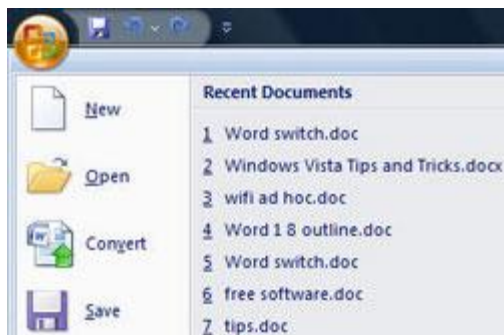 New
Open
Convert
Save
Recent Documents
1 Word switch.doc
2 Windows Vista Tips and Tricks.docx
3 wifi ad hoc.doc
4 Word 1 8 outline.doc
5 Word switch.doc
6 free software.doc
7 tips.doc